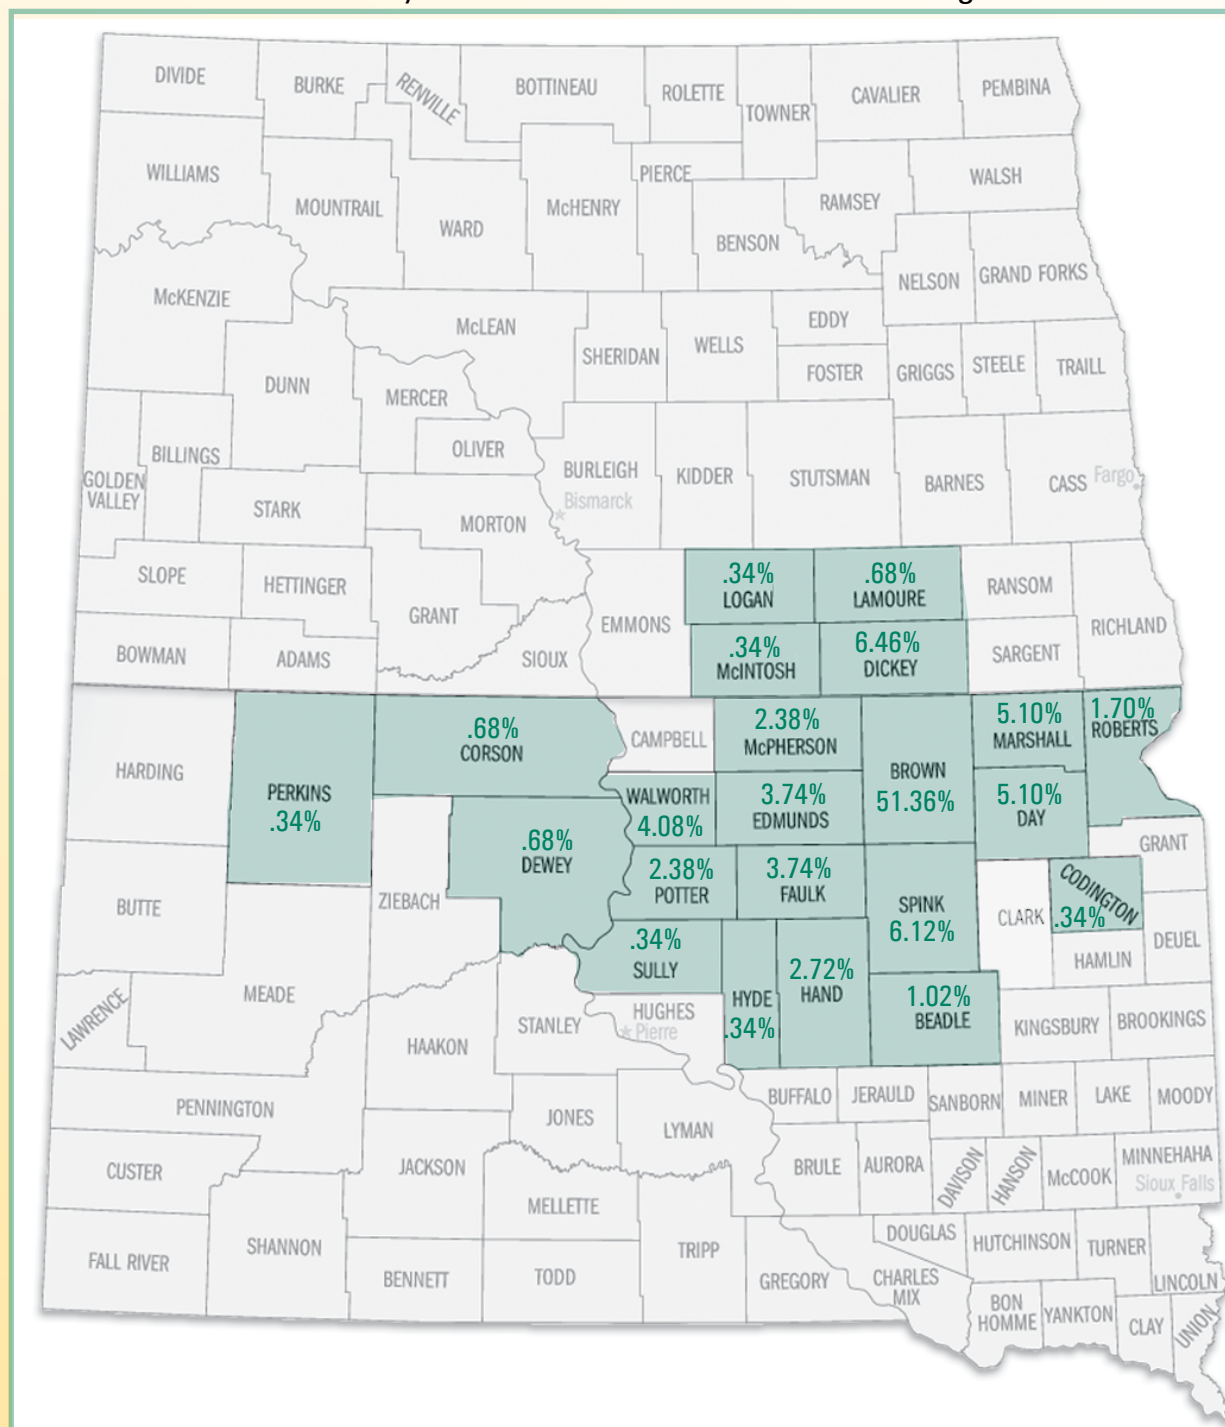 DIVIDE
BURKE
RENVILLE
BOTTINEAU
ROLETTE
TOWNER
CAVALIER
PEMBINA
WILLIAMS
MOUNTRAIL
WARD
McHENRY
PIERCE
BENSON
RAMSEY
WALSH
NELSON
GRAND FORKS
McKENZIE
DUNN
McLEAN
MERCER
OLIVER
SHERIDAN
WELLS
EDDY
FOSTER
GRIGGS
STEELE
TRAILL
GOLDEN
VALLEY
BILLINGS
STARK
MORTON
BURLEIGH
Bismarck
KIDDER
STUTSMAN
BARNES
CASS
Fargo
SLOPE
HETTINGER
GRANT
BOWMAN
ADAMS
SIOUX
EMMONS
.34%
LOGAN
.68%
LAMOURE
RANSOM
RICHLAND
.34%
McINTOSH
6.46%
DICKEY
SARGENT
HARDING
PERKINS
.34%
.68%
CORSON
CAMPBELL
2.38%
McPHERSON
BROWN
51.36%
5.10%
MARSHALL
1.70%
ROBERTS
WALWORTH
4.08%
3.74%
EDMUNDS
5.10%
DAY
GRANT
BUTTE
ZIEBACH
.68%
DEWEY
2.38%
POTTER
3.74%
FAULK
SPINK
6.12%
CLARK
CODINGTON
.34%
DEUEL
HAMLIN
MEADE
LAWRENCE
.34%
SULLY
HYDE
.34%
2.72%
HAND
1.02%
BEADLE
KINGSBURY
BROOKINGS
HAAKON
STANLEY
HUGHES
Pierre
PENNINGTON
JONES
LYMAN
BUFFALO
JERAULD
SANBORN
MINER
LAKE
MOODY
CUSTER
JACKSON
MELLETTE
BRULE
AURORA
DAVISON
HANSON
McCOOK
MINNEHAHA
Sioux Falls
FALL RIVER
SHANNON
BENNETT
TODD
TRIPP
GREGORY
DOUGLAS
CHARLES
MIX
HUTCHINSON
TURNER
LINCOLN
BON
HOMME
YANKTON
CLAY
UNION